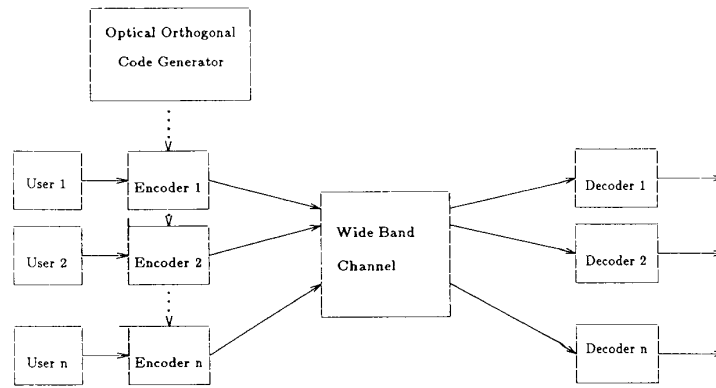 Optical Orthogonal
Code Generator
User 1
Encoder 1
Decoder 1
User 2
Encoder 2
Wide Band
Channel
Decoder 2
User n
Encoder n
Decoder n